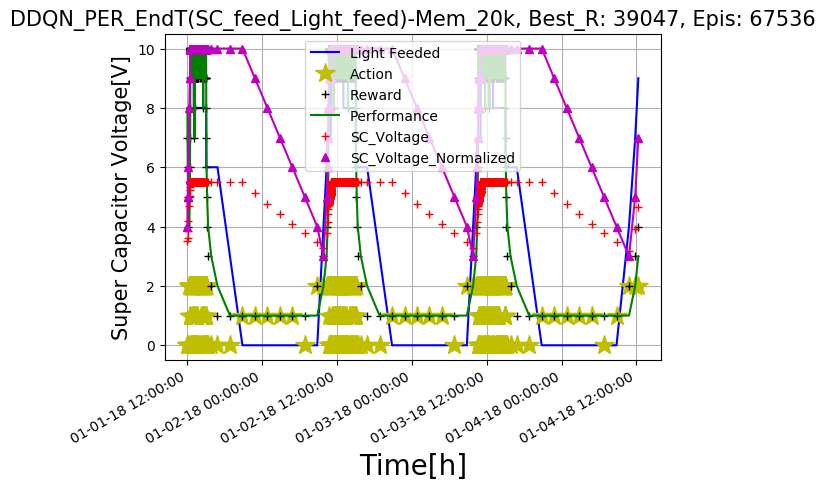 DDQN_PER_EndT(SC_feed_Light_feed)-Mem_20k, Best_R: 39047, Epis: 67536
Super Capacitor Voltage[V]
10
8
6
4
2
0
Light Feeded
Action
Reward
Performance
SC_Voltage
SC_Voltage_Normalized
01-01-18 12:00:00
01-02-18 00:00:00
01-02-18 12:00:00
01-03-18 00:00:00
01-03-18 12:00:00
01-04-18 00:00:00
01-04-18 12:00:00
Time[h]